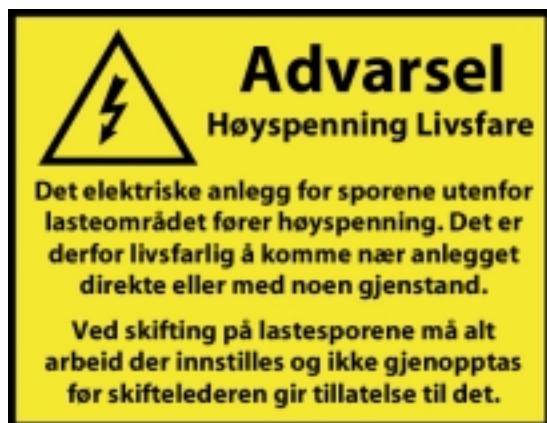 Advarsel
Høyspenning Livsfare
Det elektriske anlegg for sporene utenfor
lasteområdet fører høyspenning. Det er
derfor livsfarlig å komme nær anlegget
direkte eller med noen gjenstand.
Ved skifting på lastesporene må alt
arbeid der innstilles og ikke gjenopptas
før skiftelederen gir tillatelse til det.